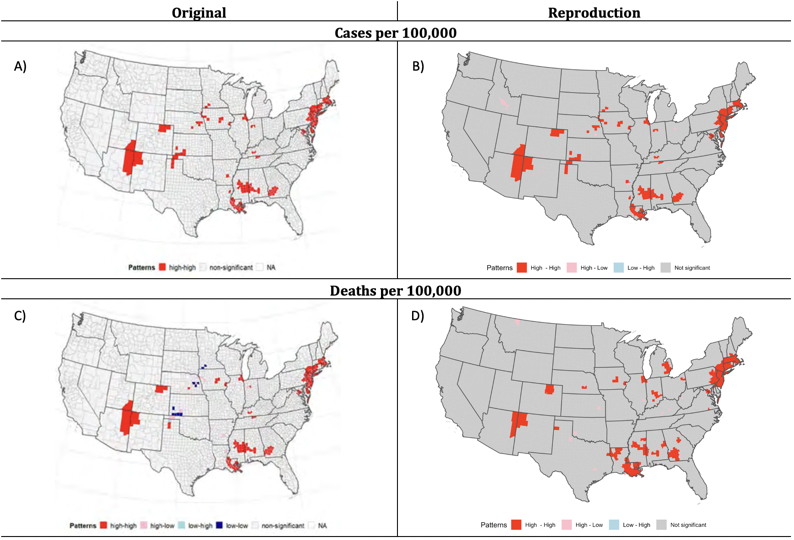 Original Reproduction
Cases per 100,000
A) B)
Patterns high-high non-significant NA
Patterns High - High High - Low Low - High Not significant
Deaths per 100,000
C) D)
Patterns high-high high-low low-high low-low non-significant NA
Patterns High - High High - Low Low - High Not significant